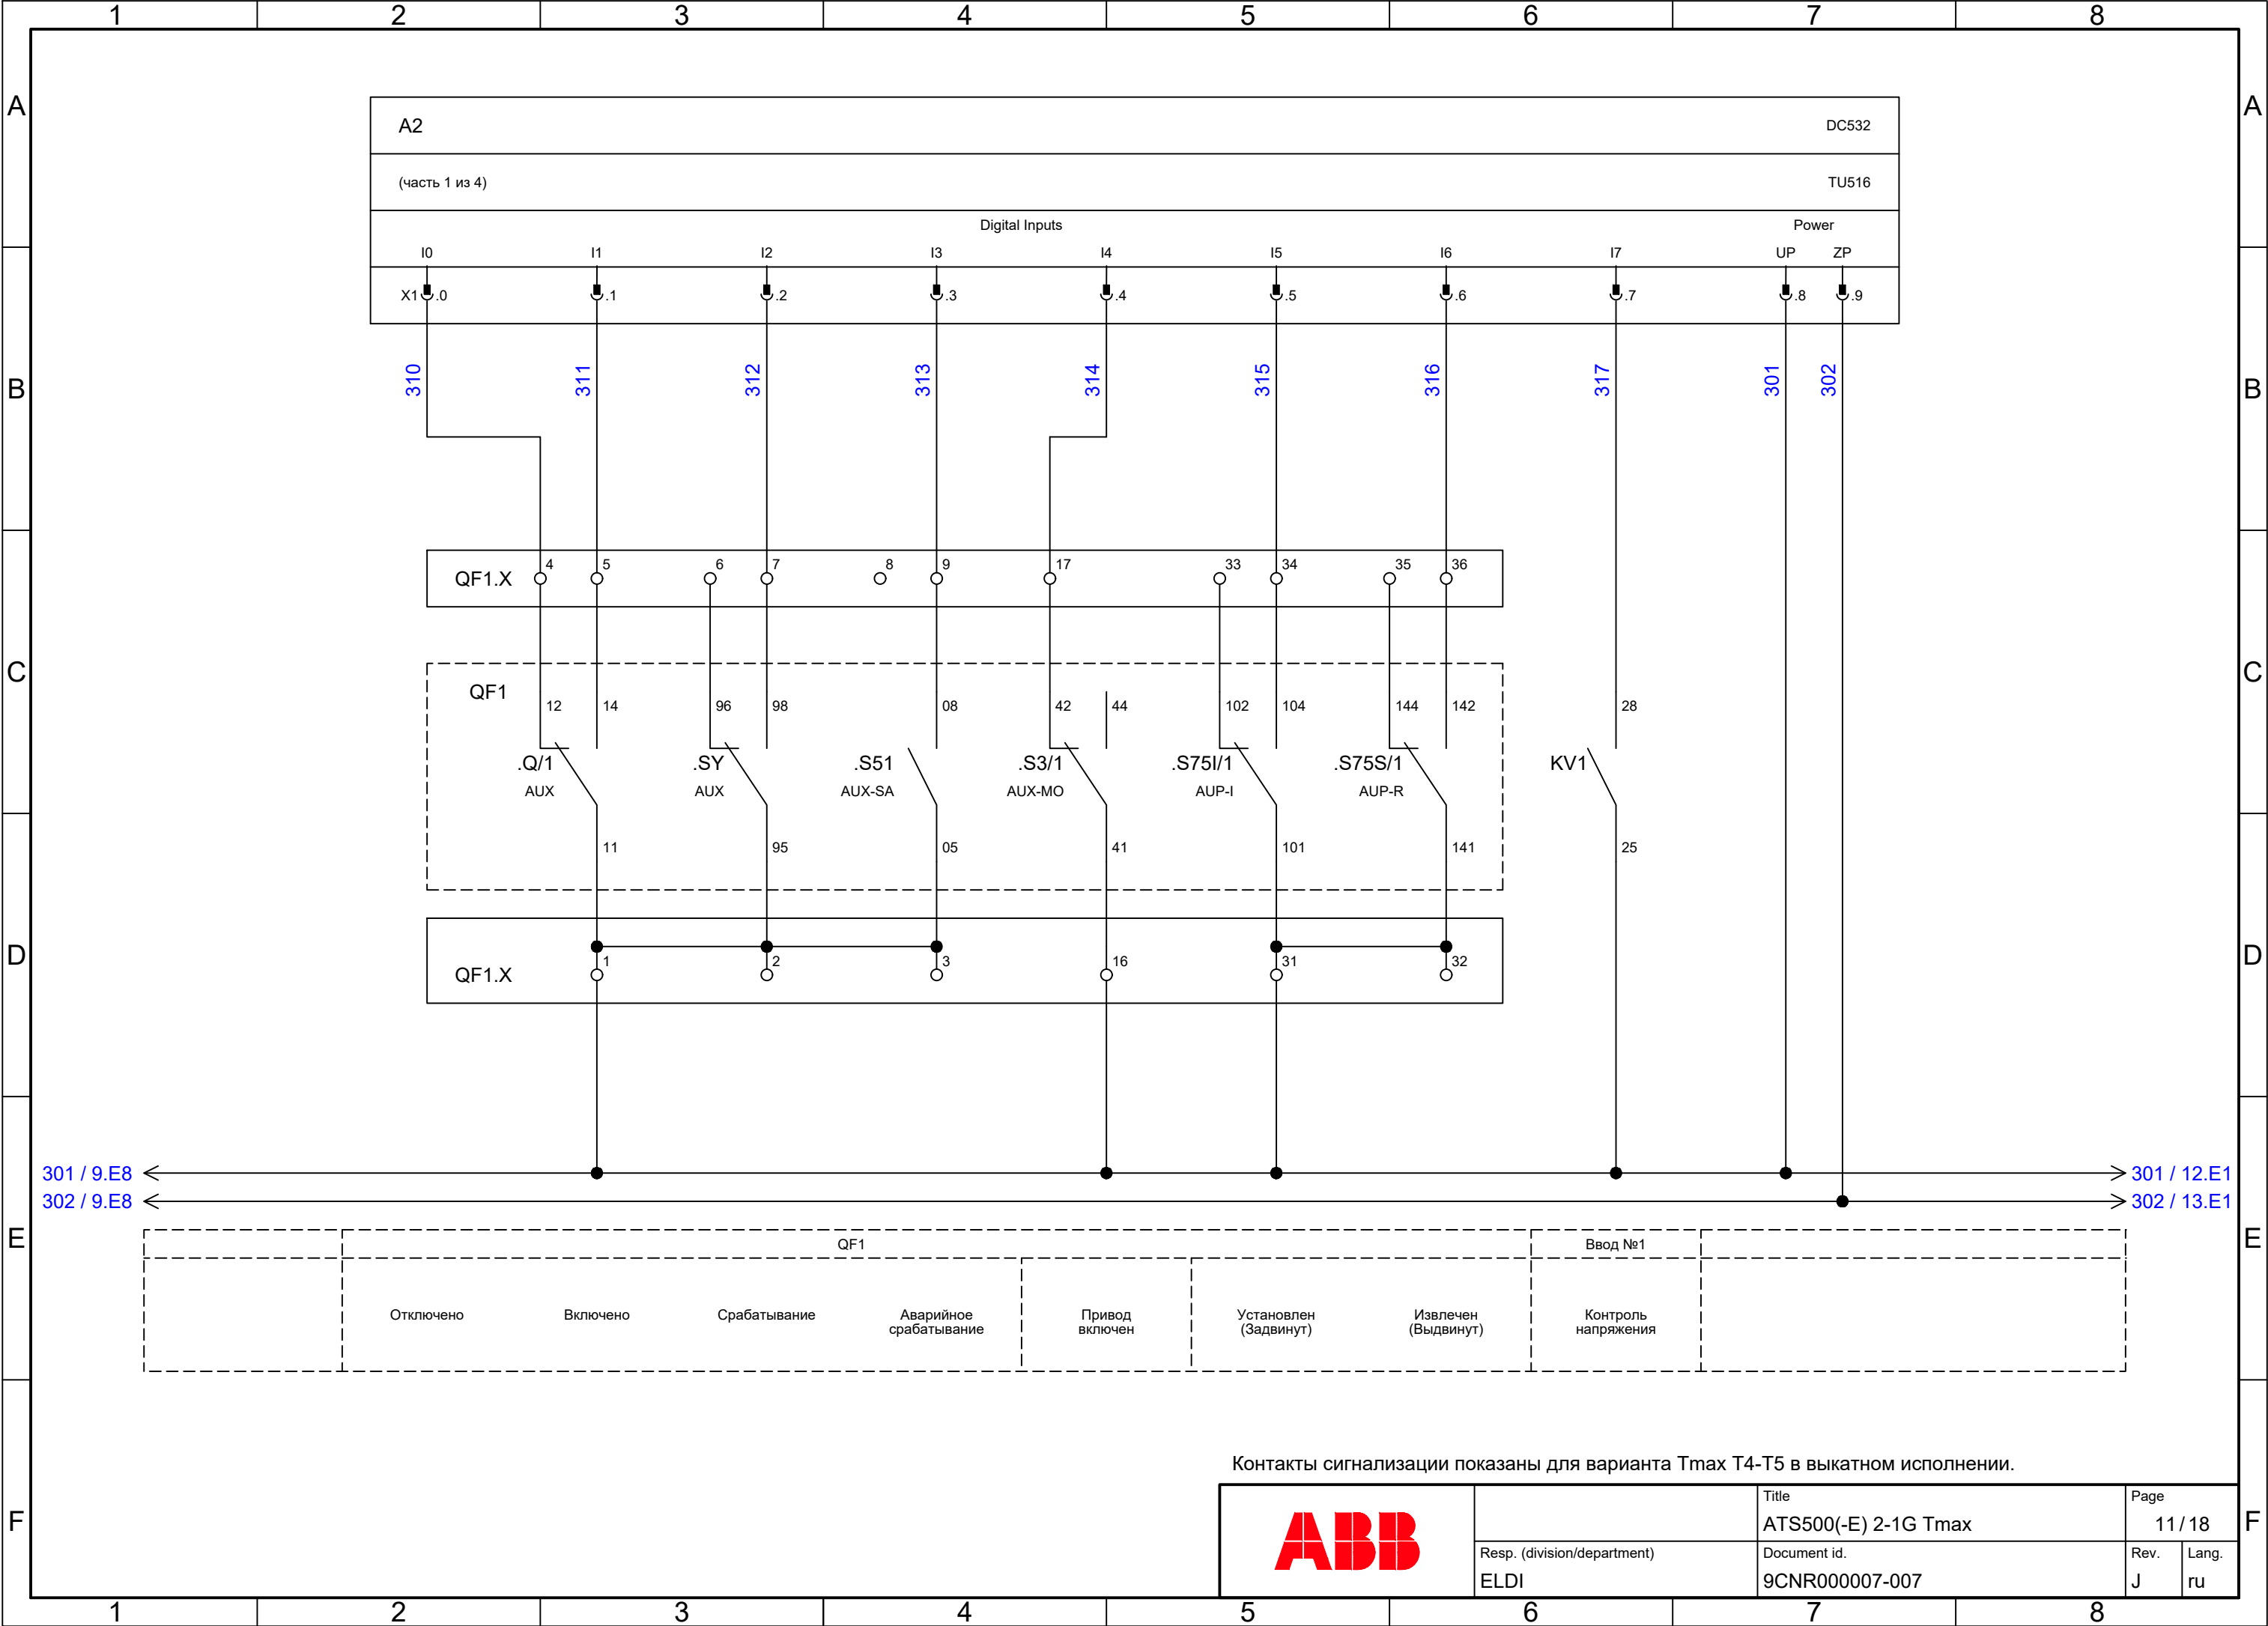 1 2 3 4 5 6 7 8
A A
A2 DC532
(часть 1 из 4) TU516
Digital Inputs Power
I0 I1 I2 I3 I4 I5 I6 I7 UP ZP
X1 .0 .1 .2 .3 .4 .5 .6 .7 .8 .9
310 311 312 313 314 315 316 317 301 302
B B
QF1.X 4 5 6 7 8 9 17 33 34 35 36
C C
QF1
12 14 96 98 08 42 44 102 104 144 142 28
.Q/1 .SY .S51 .S3/1 .S75I/1 .S75S/1 KV1
AUX AUX AUX-SA AUX-MO AUP-I AUP-R
11 95 05 41 101 141 25
D D
QF1.X 1 2 3 16 31 32
301 / 9.E8 301 / 12.E1
302 / 9.E8 302 / 13.E1
E E
QF1 Ввод №1
Отключено Включено Срабатывание
Аварийное
срабатывание
Привод
включен
Установлен
(Задвинут)
Извлечен
(Выдвинут)
Контроль
напряжения
Контакты сигнализации показаны для варианта Tmax T4-T5 в выкатном исполнении.
F F
ABB
Title
ATS500(-E) 2-1G Tmax
Page
11 / 18
Resp. (division/department)
ELDI
Document id.
9CNR000007-007
Rev.
J
Lang.
ru
1 2 3 4 5 6 7 8